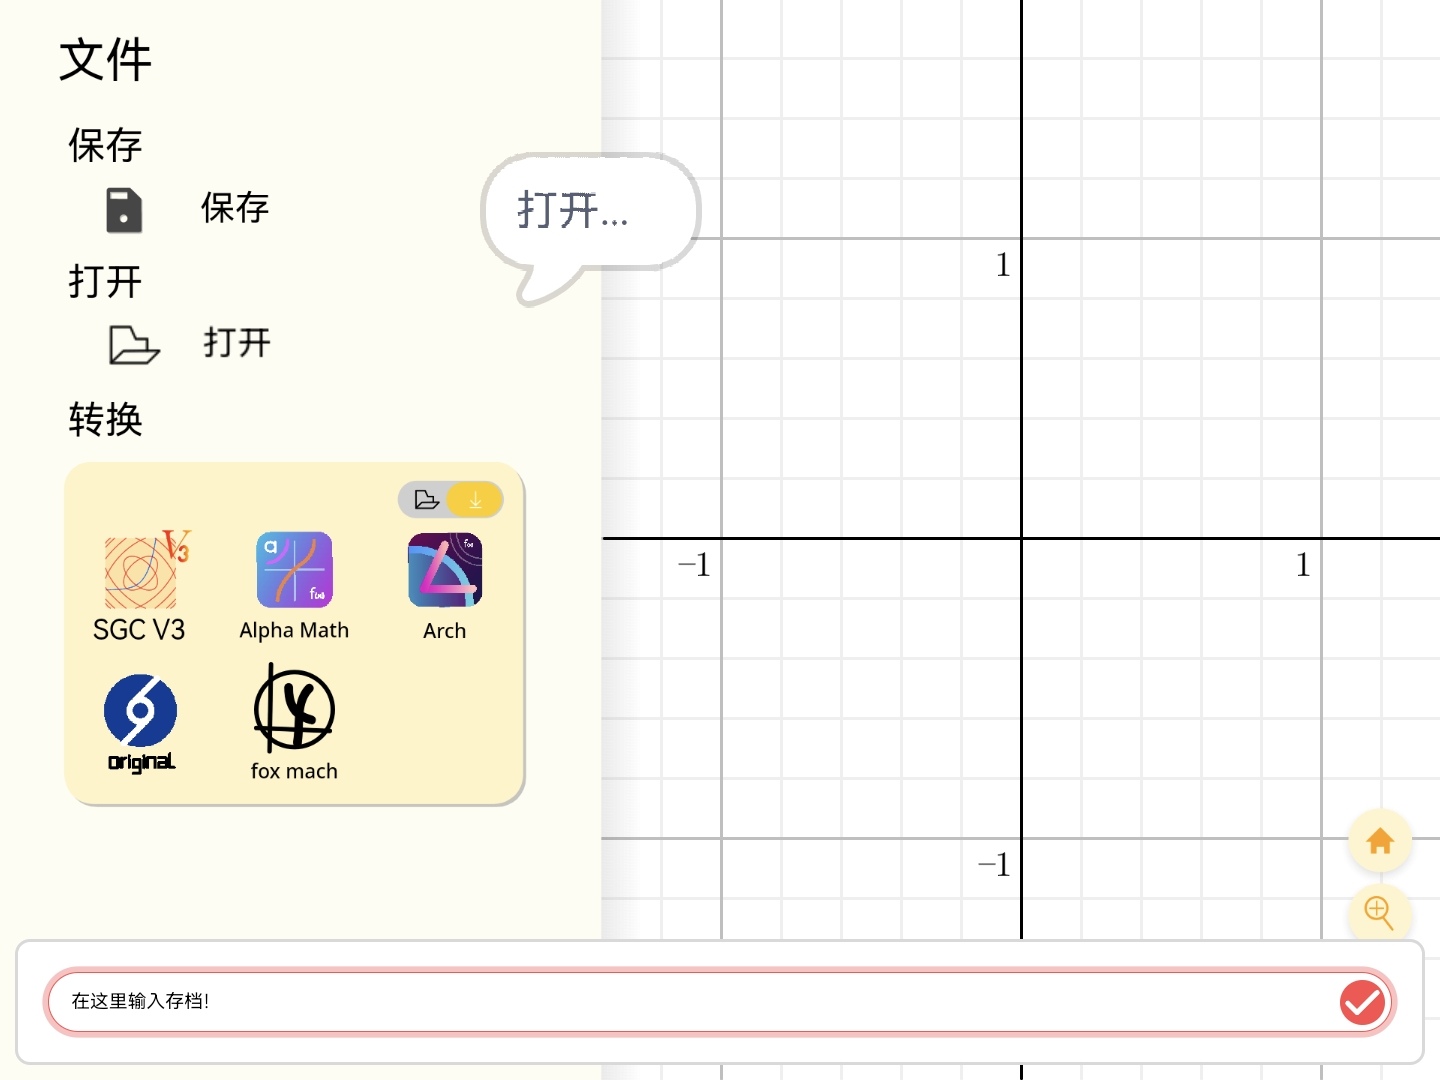 文件
保存
保存
打开...
打开
打开
转换
V3
SGC V3
a
f(x)
Alpha Math
f(x)
Arch
original
fox mach
1
−1
1
−1
在这里输入存档!